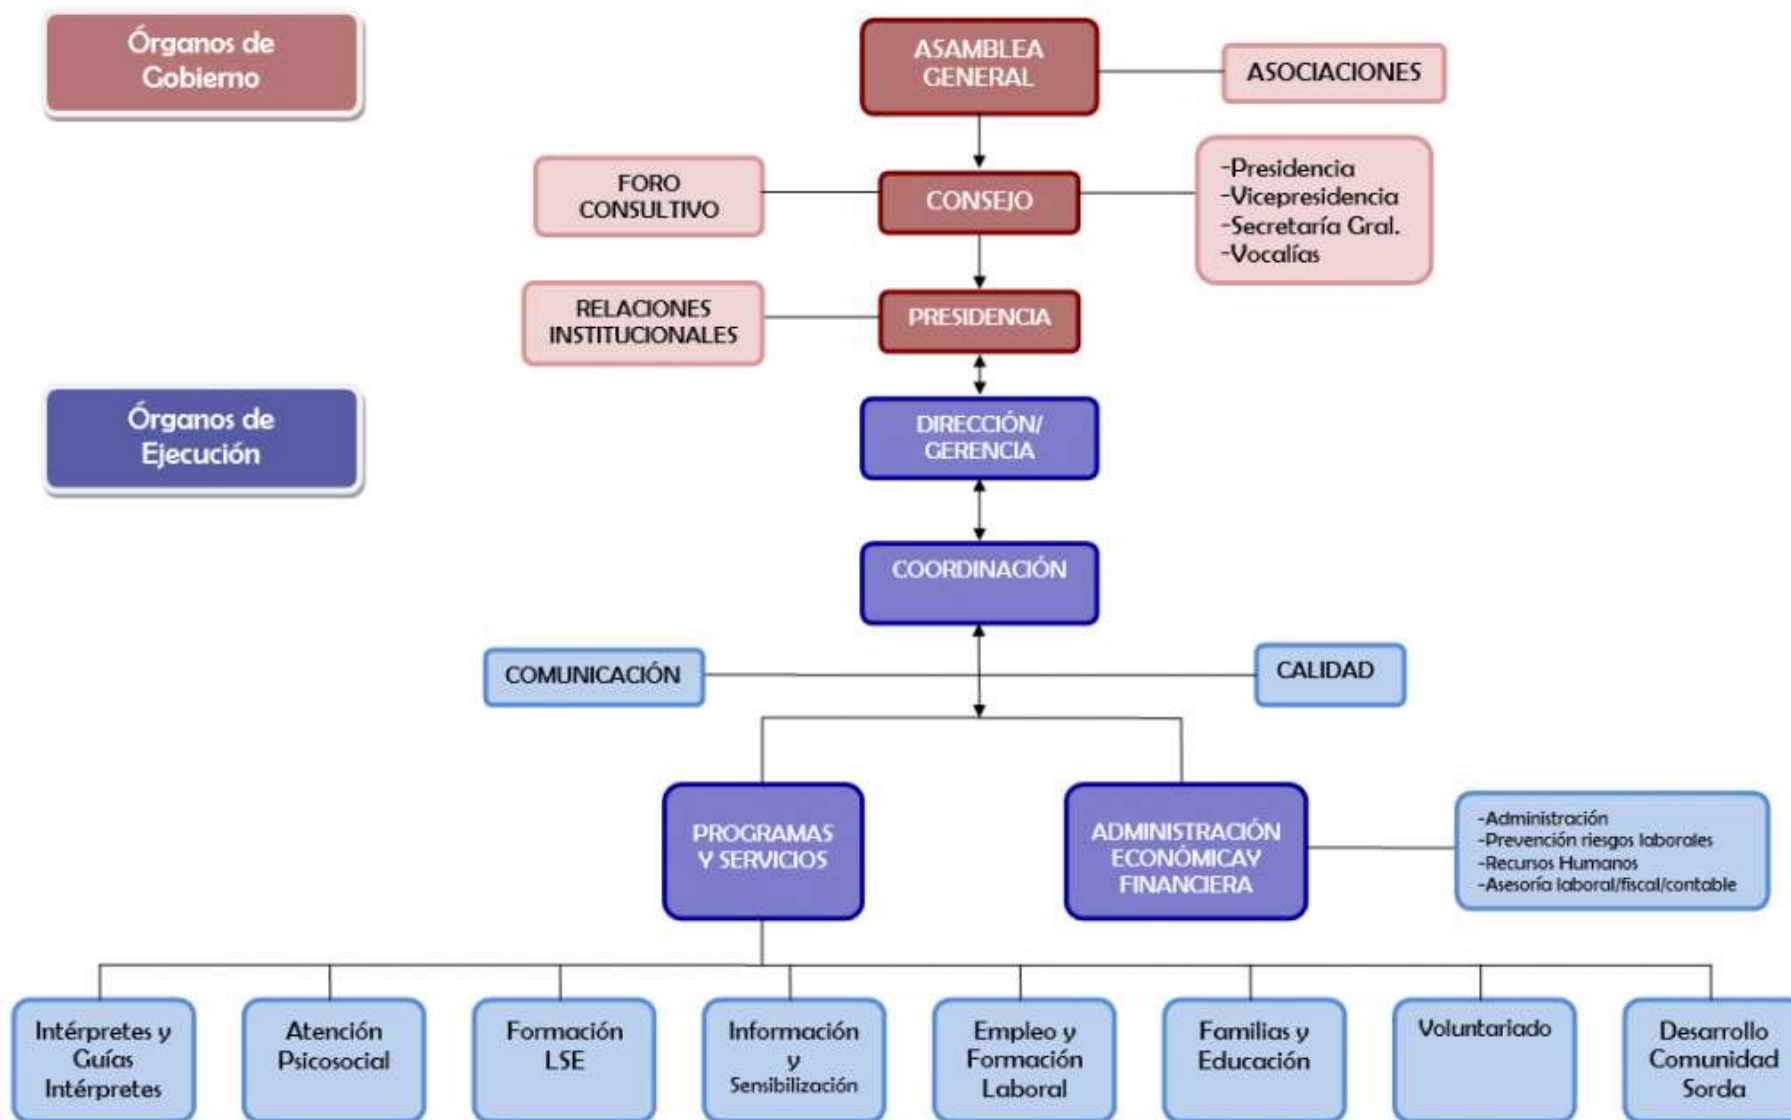 Órganos de
Gobierno
ASAMBLEA
GENERAL
ASOCIACIONES
FORO
CONSULTIVO
CONSEJO
-Presidencia
-Vicepresidencia
-Secretaría Gral.
-Vocalías
RELACIONES
INSTITUCIONALES
PRESIDENCIA
Órganos de
Ejecución
DIRECCIÓN/
GERENCIA
COORDINACIÓN
COMUNICACIÓN
CALIDAD
PROGRAMAS
Y SERVICIOS
ADMINISTRACIÓN
ECONÓMICAY
FINANCIERA
-Administración
-Prevención riesgos laborales
-Recursos Humanos
-Asesoría laboral/fiscal/contable
Intérpretes y
Guías
Intérpretes
Atención
Psicosocial
Formación
LSE
Información
y
Sensibilización
Empleo y
Formación
Laboral
Familias y
Educación
Voluntariado
Desarrollo
Comunidad
Sorda